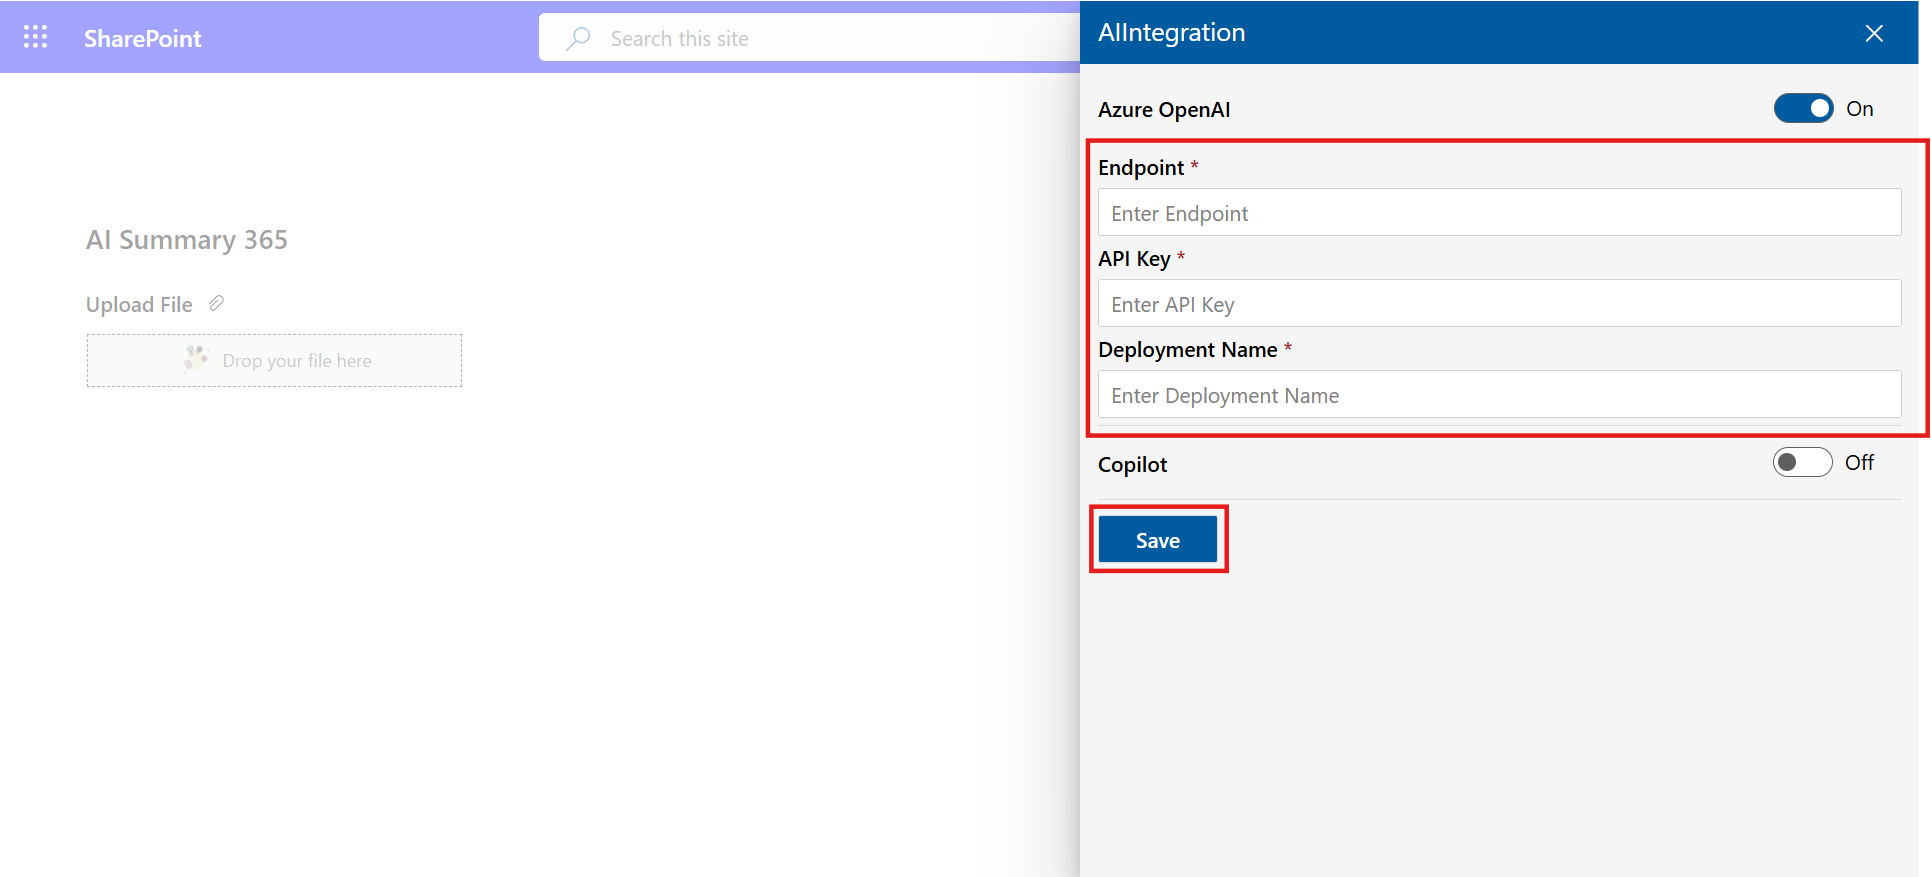 SharePoint
Search this site
AI Summary 365
Upload File
Drop your file here
AIIntegration
Azure OpenAI
On
Endpoint *
Enter Endpoint
API Key *
Enter API Key
Deployment Name *
Enter Deployment Name
Copilot
Off
Save